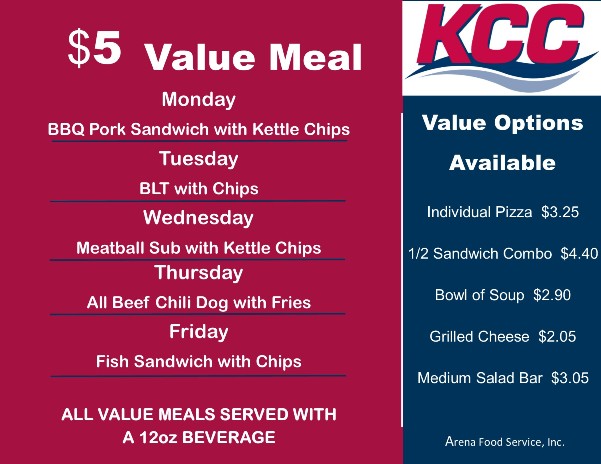 $5 Value Meal
Monday
BBQ Pork Sandwich with Kettle Chips
Tuesday
BLT with Chips
Wednesday
Meatball Sub with Kettle Chips
Thursday
All Beef Chili Dog with Fries
Friday
Fish Sandwich with Chips
ALL VALUE MEALS SERVED WITH
A 12oz BEVERAGE
KCC
Value Options
Available
Individual Pizza $3.25
1/2 Sandwich Combo $4.40
Bowl of Soup $2.90
Grilled Cheese $2.05
Medium Salad Bar $3.05
Arena Food Service, Inc.